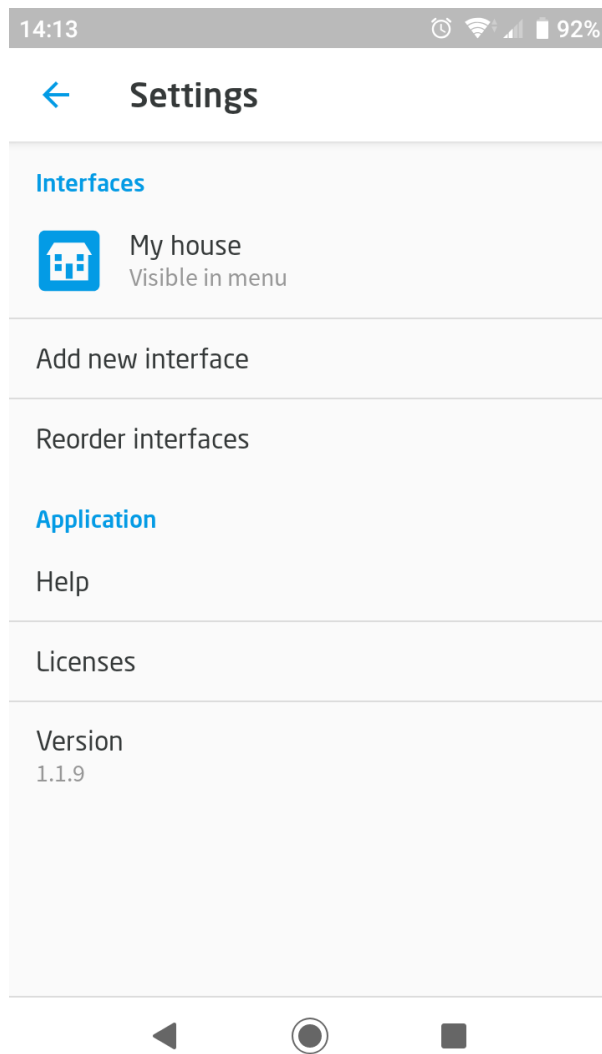 14:13 92%
Settings
Interfaces
My house
Visible in menu
Add new interface
Reorder interfaces
Application
Help
Licenses
Version
1.1.9